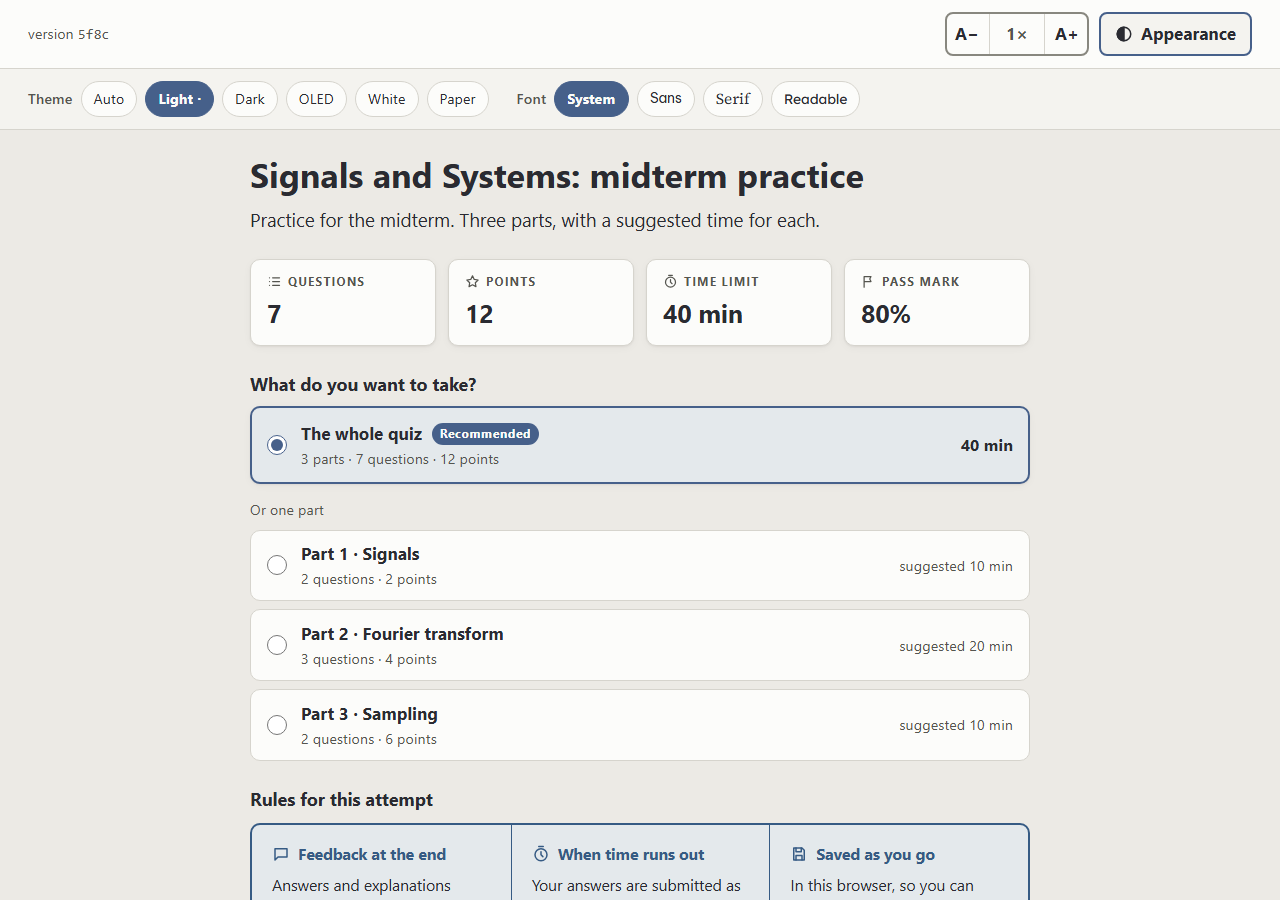 version 5f8c
A− 1× A+ Appearance
Theme Auto Light · Dark OLED White Paper Font System Sans Serif Readable
Signals and Systems: midterm practice
Practice for the midterm. Three parts, with a suggested time for each.
QUESTIONS
7
POINTS
12
TIME LIMIT
40 min
PASS MARK
80%
What do you want to take?
The whole quiz Recommended
3 parts · 7 questions · 12 points
40 min
Or one part
Part 1 · Signals
2 questions · 2 points
suggested 10 min
Part 2 · Fourier transform
3 questions · 4 points
suggested 20 min
Part 3 · Sampling
2 questions · 6 points
suggested 10 min
Rules for this attempt
Feedback at the end
Answers and explanations
When time runs out
Your answers are submitted as
Saved as you go
In this browser, so you can